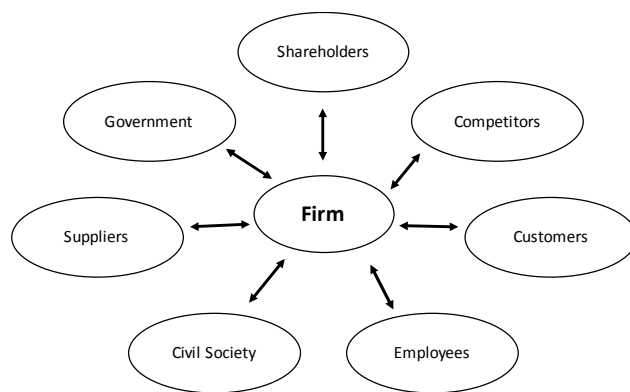 Shareholders
Government
Competitors
Firm
Suppliers
Customers
Civil Society
Employees